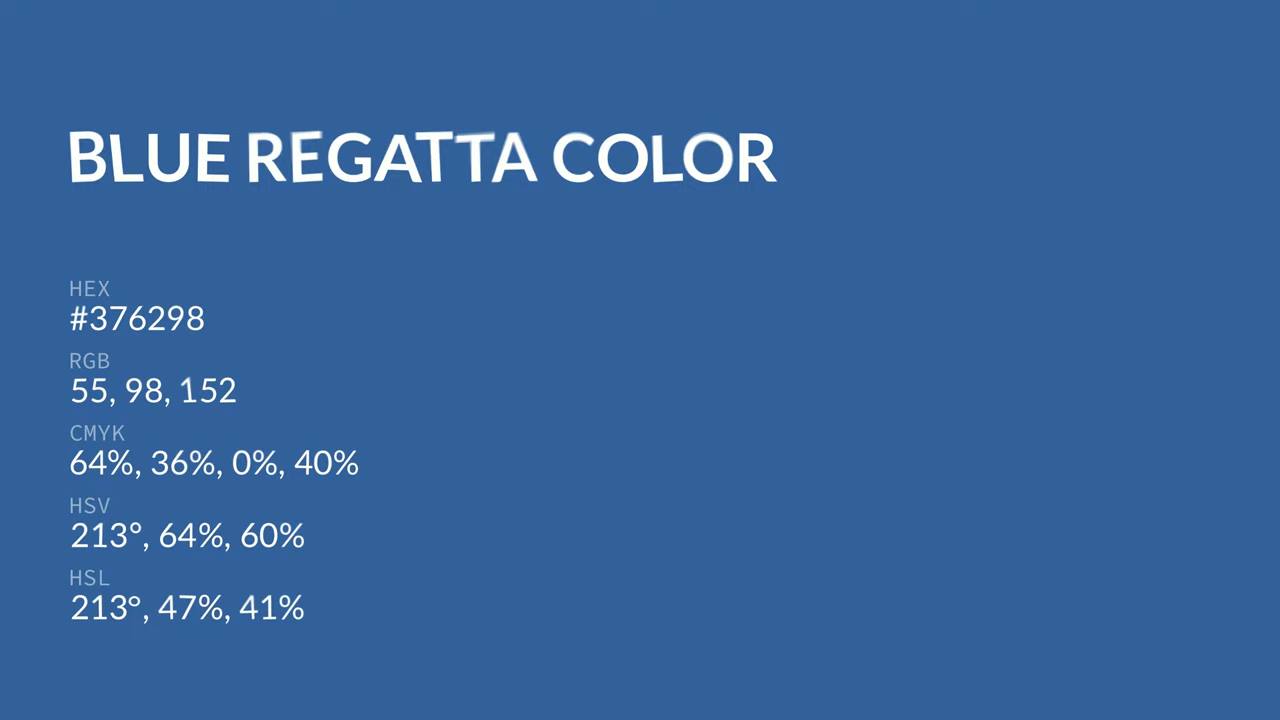 BLUE REGATTA COLOR
HEX
#376298
RGB
55, 98, 152
CMYK
64%, 36%, 0%, 40%
HSV
213°, 64%, 60%
HSL
213°, 47%, 41%